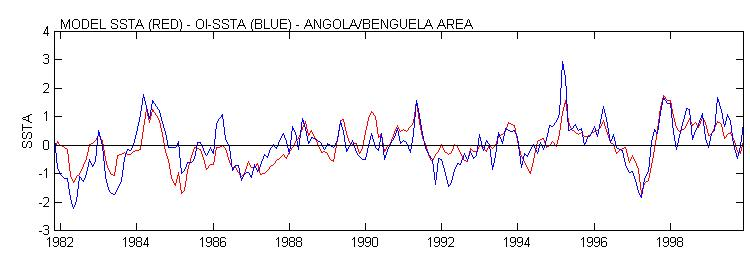 MODEL SSTA (RED) - OI-SSTA (BLUE) - ANGOLA/BENGUELA AREA
4
3
2
1
0
-1
-2
-3
SSTA
1982 1984 1986 1988 1990 1992 1994 1996 1998